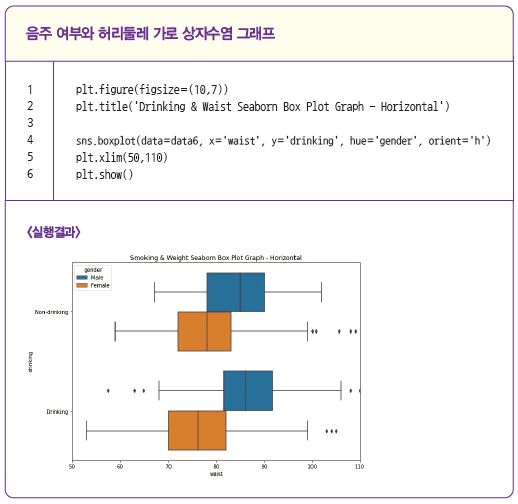 음주 여부와 허리둘레 가로 상자수염 그래프
1 plt.figure(figsize=(10,7))
2 plt.title('Drinking & Waist Seaborn Box Plot Graph - Horizontal')
3
4 sns.boxplot(data=data6, x='waist', y='drinking', hue='gender', orient='h')
5 plt.xlim(50,110)
6 plt.show()
<실행결과>
Smoking & Weight Seaborn Box Plot Graph - Horizontal
gender
Male
Female
Non-drinking
drinking
Drinking
50 60 70 80 90 100 110
waist